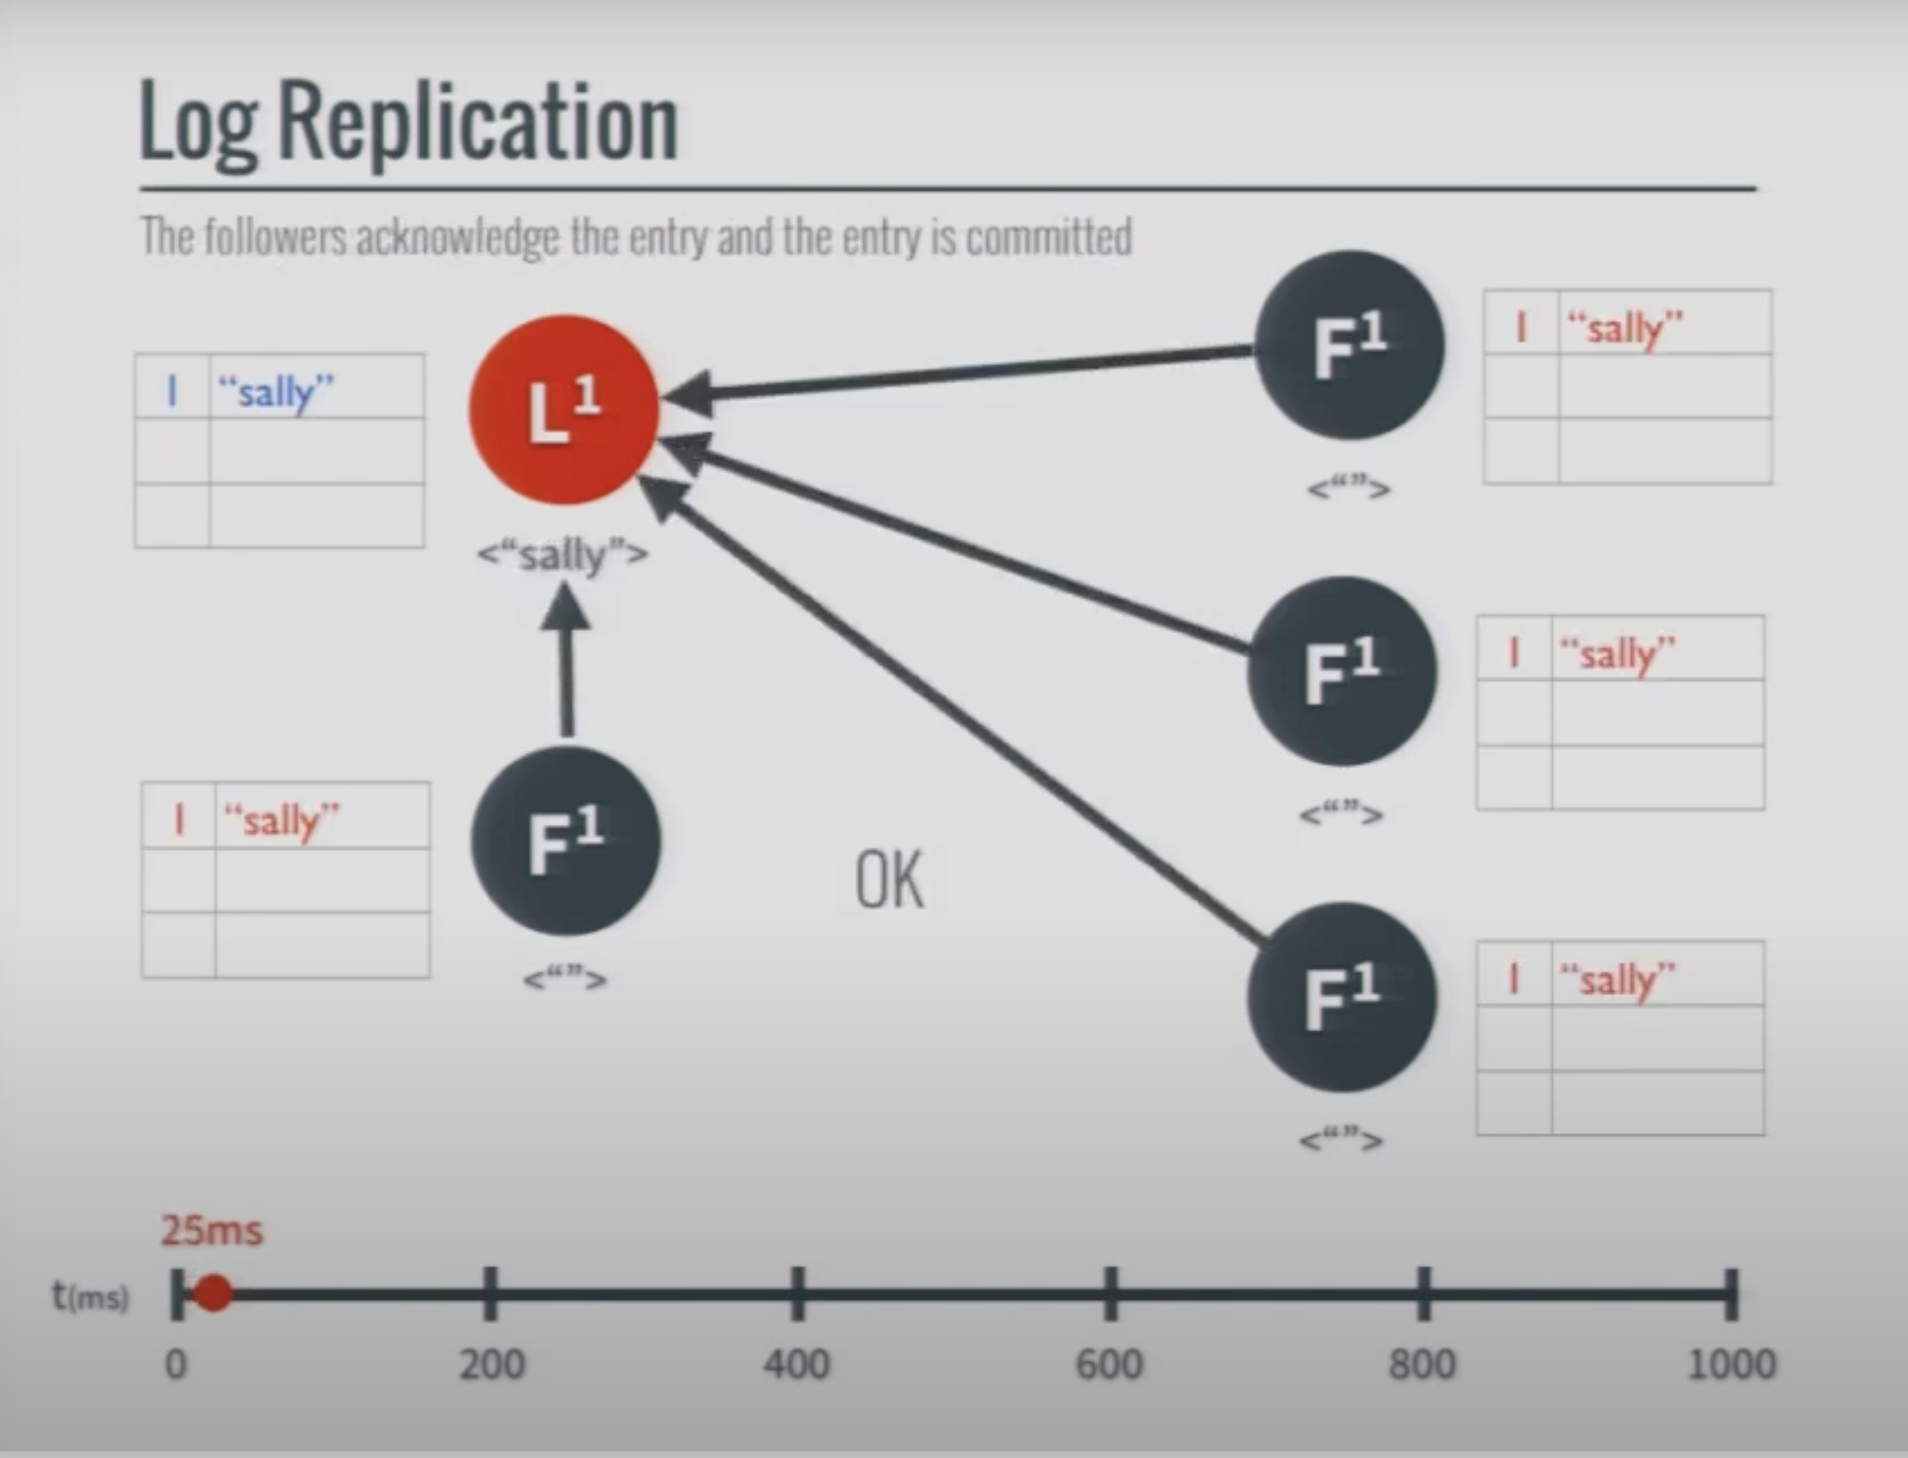 Log Replication
The followers acknowledge the entry and the entry is committed
1 “sally”
L¹
<“sally”>
F¹
<“”>
1 “sally”
F¹
<“”>
1 “sally”
1 “sally”
F¹
<“”>
OK
F¹
<“”>
1 “sally”
25ms
t(ms)
0 200 400 600 800 1000